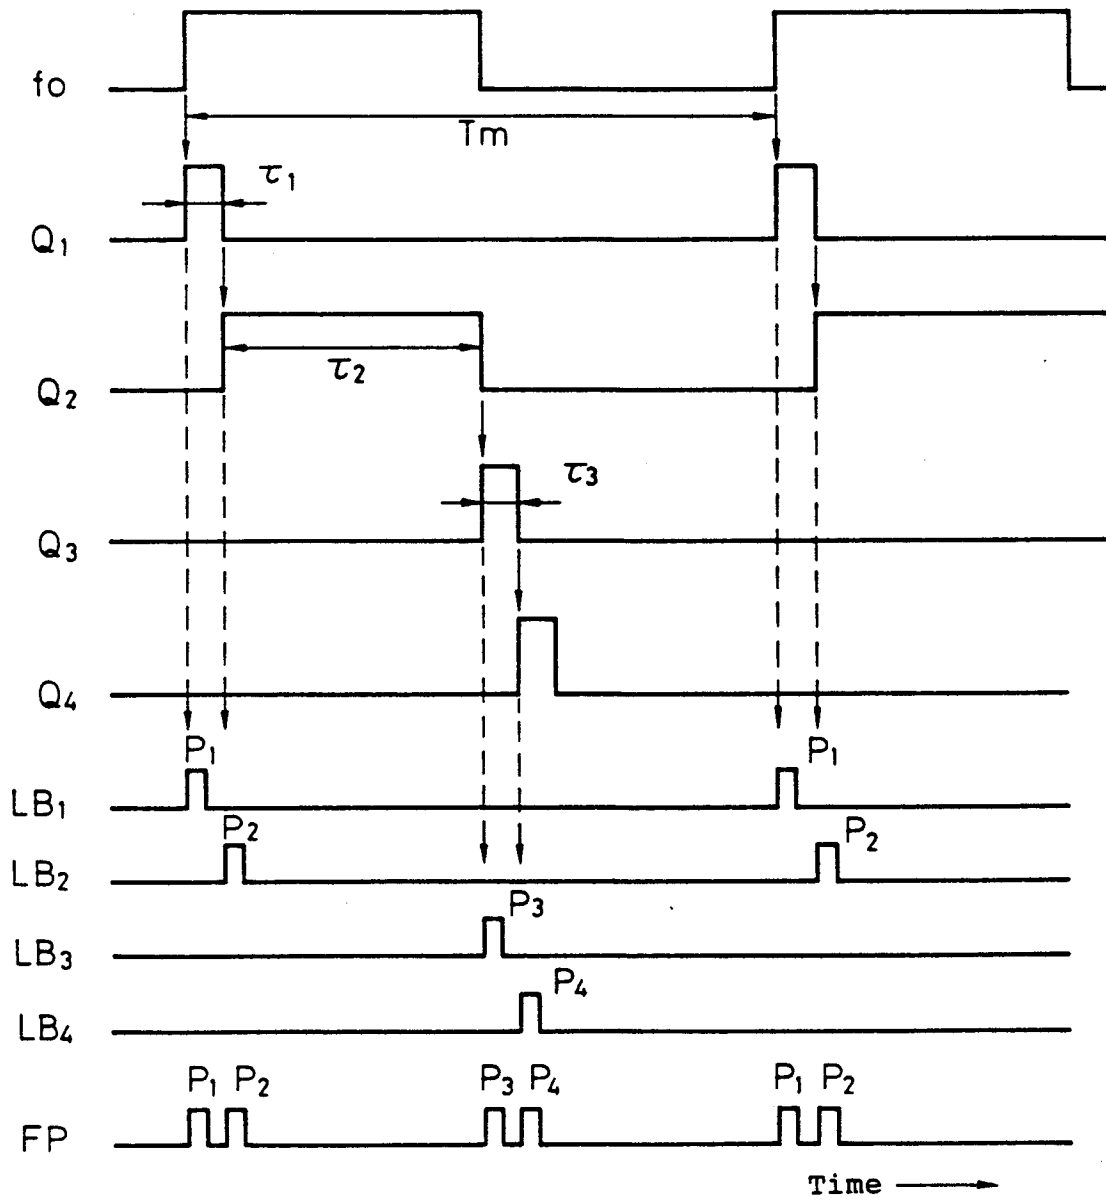 fo
Tm
τ1
Q1
τ2
Q2
τ3
Q3
Q4
P1 P1
LB1
P2 P2
LB2
P3
LB3
P4
LB4
P1 P2 P3 P4 P1 P2
FP
Time